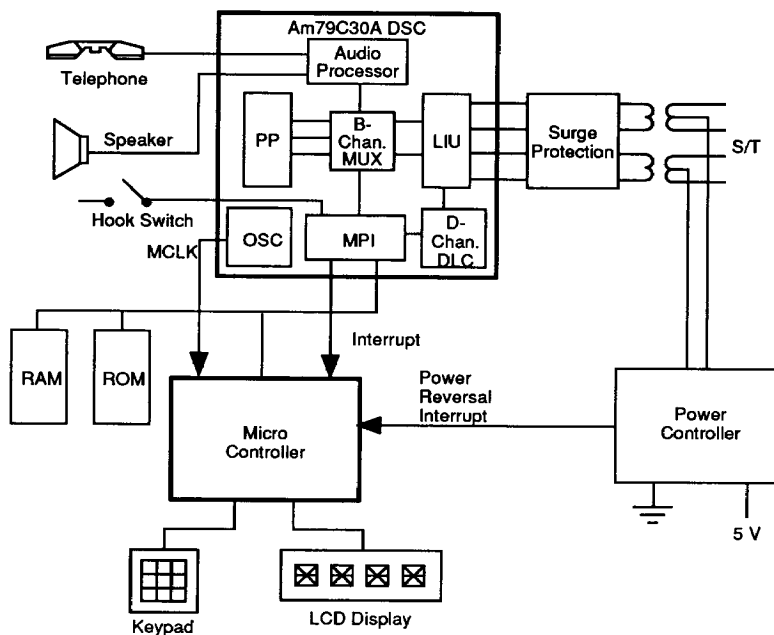 Am79C30A DSC
Audio
Processor
Telephone
Speaker
PP
B-
Chan.
MUX
LIU
Surge
Protection
S/T
Hook Switch
MCLK
OSC
MPI
D-
Chan.
DLC
RAM
ROM
Interrupt
Power
Reversal
Interrupt
Micro
Controller
Power
Controller
5 V
Keypad
LCD Display